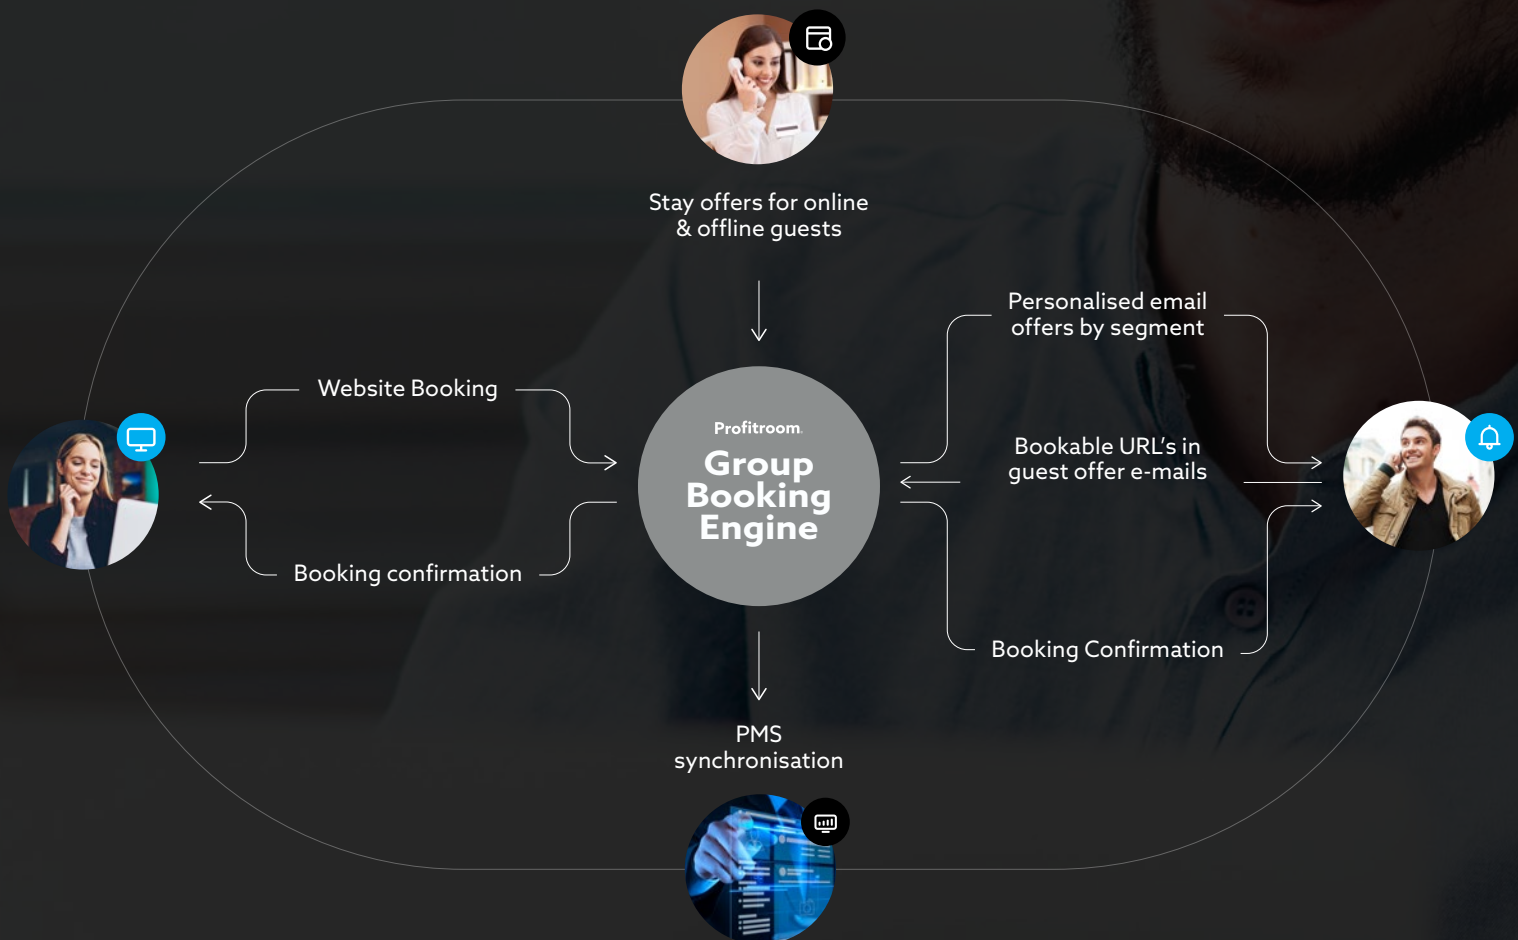 Stay offers for online
& offline guests
Personalised email
offers by segment
Website Booking
Profitroom.
Group
Booking
Engine
Bookable URL's in
guest offer e-mails
Booking confirmation
Booking Confirmation
PMS
synchronisation